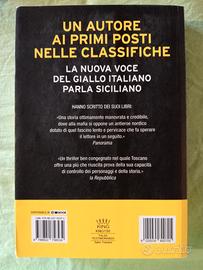 UN AUTORE
AI PRIMI POSTI
NELLE CLASSIFICHE
LA NUOVA VOCE
DEL GIALLO ITALIANO
PARLA SICILIANO
HANNO SCRITTO DEI SUOI LIBRI:
"Una storia ottimamente manovrata e credibile,
dove alla mafia si oppone un antieroe nordico
dotato di quel fascino lento e pervicace che fa sperare
il lettore in un seguito."
Panorama
"Un thriller ben congegnato nel quale Toscano
offre una più che riuscita prova della sua capacità
di controllo dei personaggi e della storia."
la Repubblica